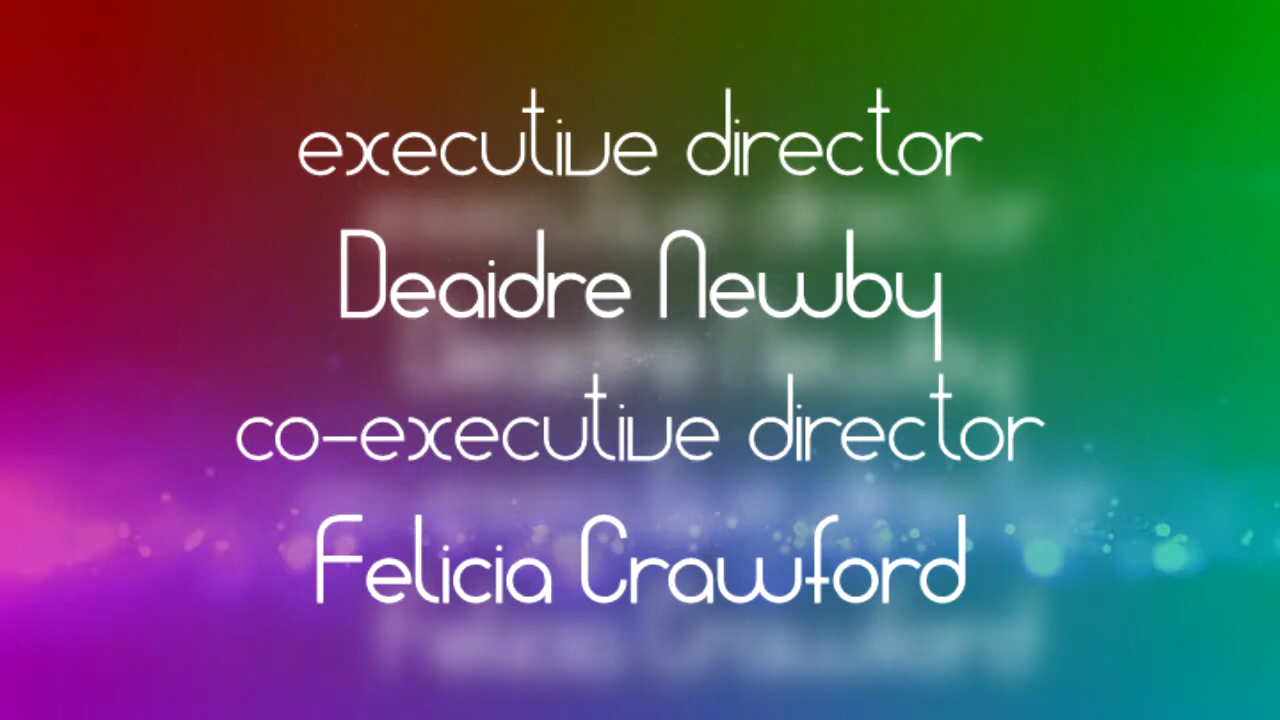 executive director
Deaidre Newby
co-executive director
Felicia Crawford